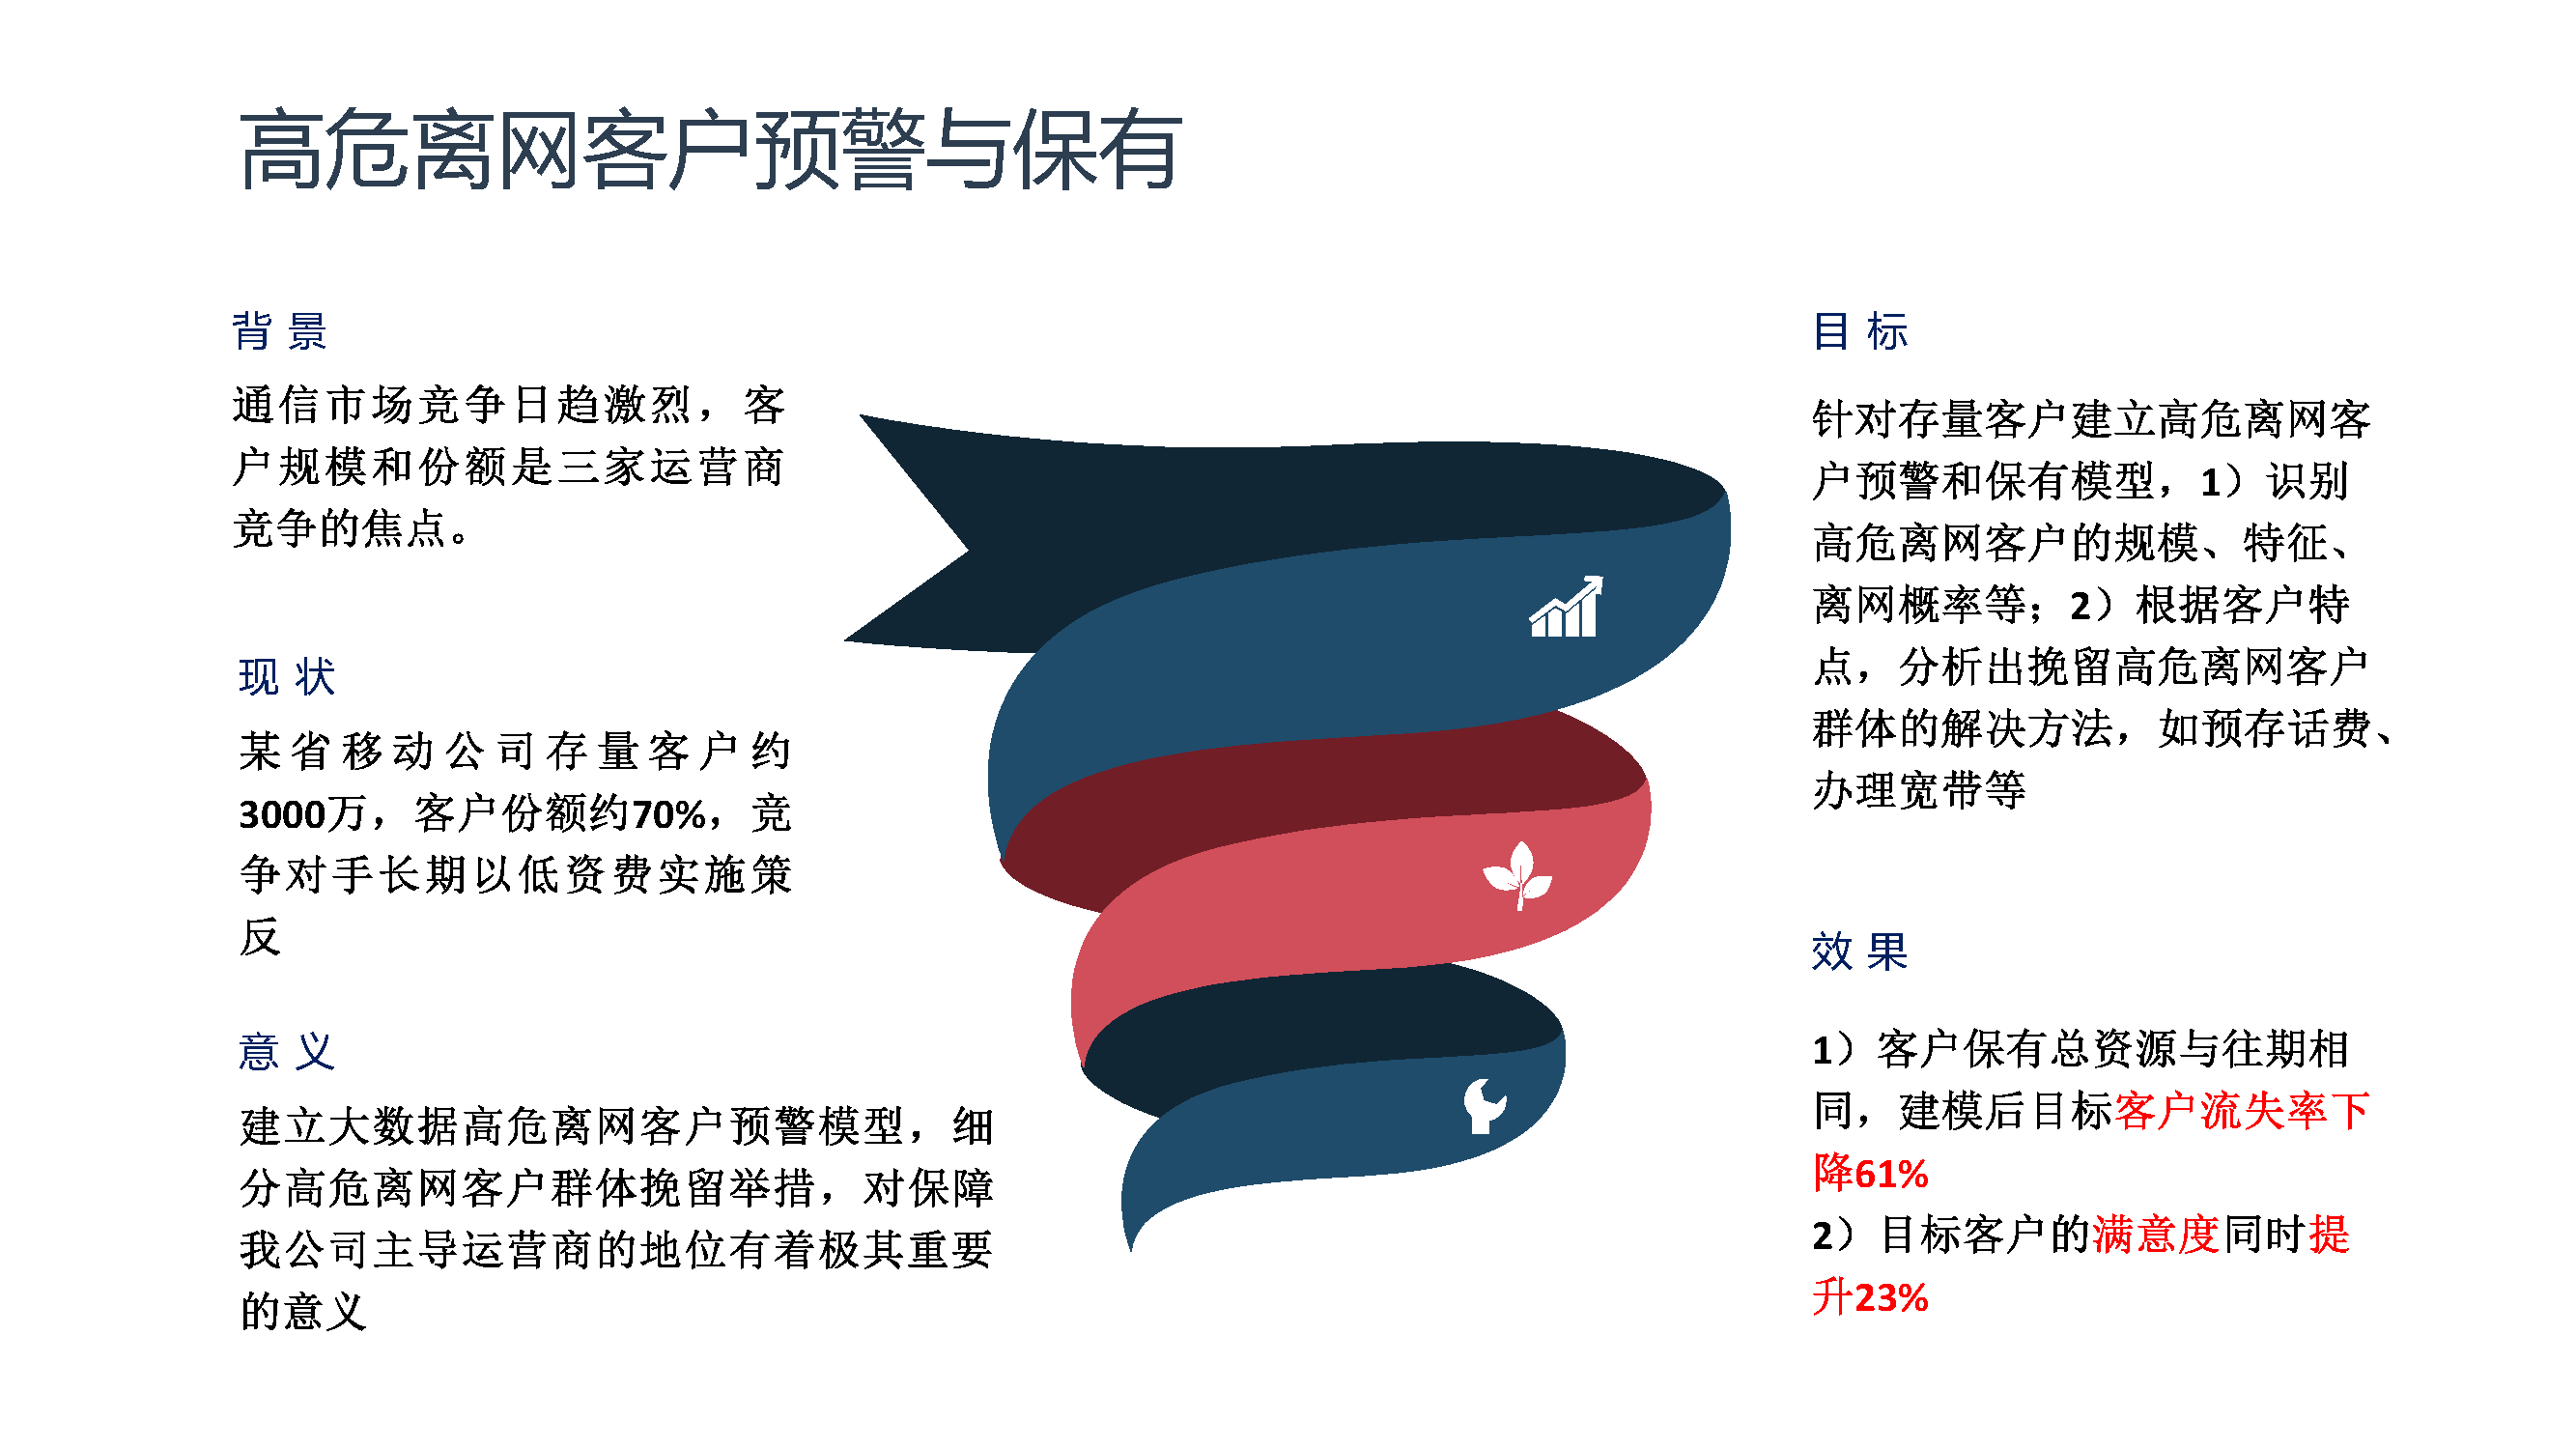 高危离网客户预警与保有
背 景
通信市场竞争日趋激烈，客
户规模和份额是三家运营商
竞争的焦点。
现 状
某省移动公司存量客户约
3000万，客户份额约70%，竞
争对手长期以低资费实施策
反
意 义
建立大数据高危离网客户预警模型，细
分高危离网客户群体挽留举措，对保障
我公司主导运营商的地位有着极其重要
的意义
目 标
针对存量客户建立高危离网客
户预警和保有模型，1）识别
高危离网客户的规模、特征、
离网概率等；2）根据客户特
点，分析出挽留高危离网客户
群体的解决方法，如预存话费、
办理宽带等
效 果
1）客户保有总资源与往期相
同，建模后目标客户流失率下
降61%
2）目标客户的满意度同时提
升23%